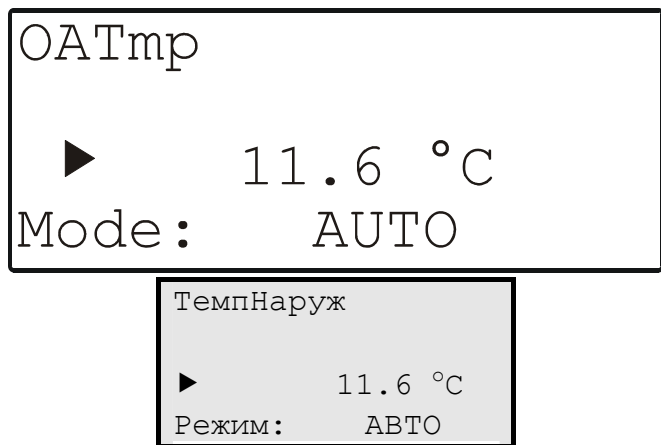 OATmp
▶ 11.6 °C
Mode: AUTO
ТемпНаруж
▶ 11.6 °C
Режим: АВТО